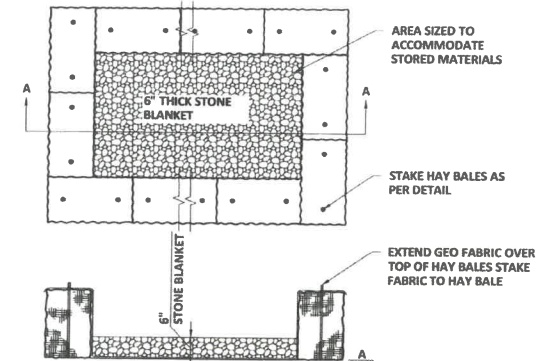 AREA SIZED TO
ACCOMMODATE
STORED MATERIALS
A
A
6" THICK STONE
BLANKET
STAKE HAY BALES AS
PER DETAIL
EXTEND GEO FABRIC OVER
TOP OF HAY BALES STAKE
FABRIC TO HAY BALE
6"
STONE BLANKET
A